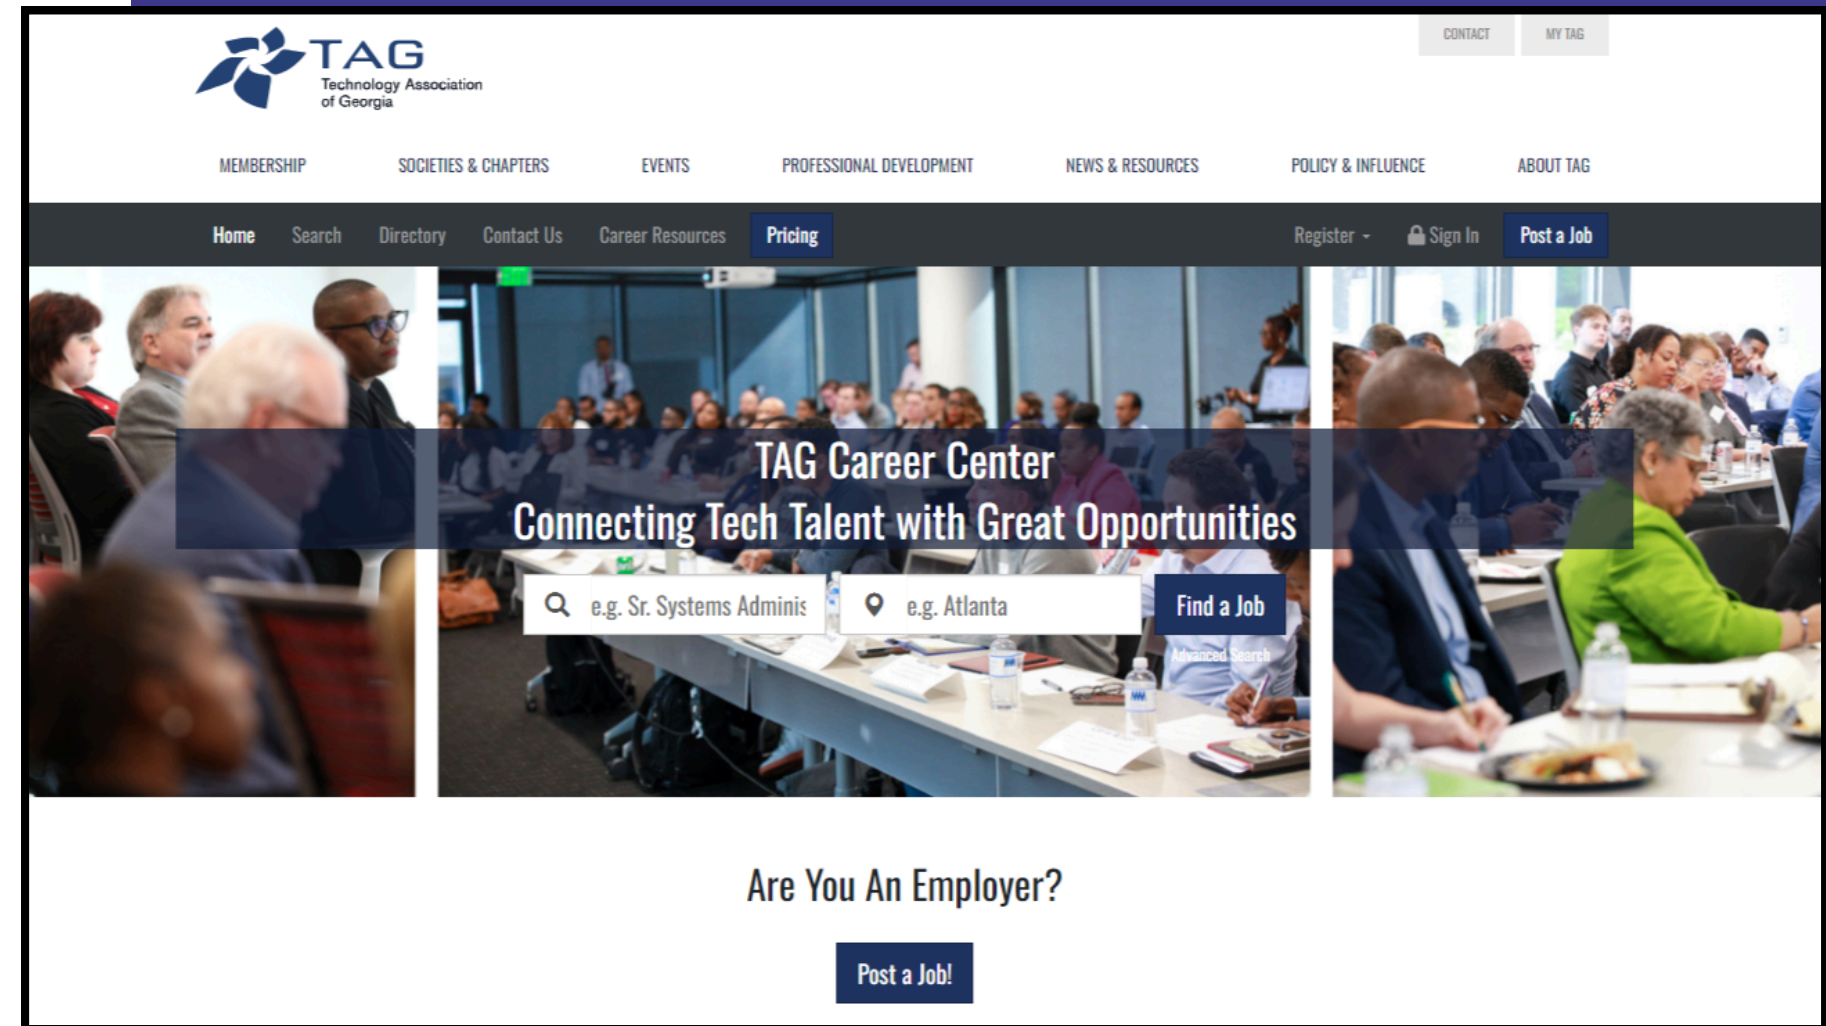 CONTACT
MY TAG
TAG
Technology Association
of Georgia
MEMBERSHIP
SOCIETIES & CHAPTERS
EVENTS
PROFESSIONAL DEVELOPMENT
NEWS & RESOURCES
POLICY & INFLUENCE
ABOUT TAG
Home
Search
Directory
Contact Us
Career Resources
Pricing
Register
Sign In
Post a Job
TAG Career Center
Connecting Tech Talent with Great Opportunities
e.g. Sr. Systems Adminis
e.g. Atlanta
Find a Job
Advanced Search
Are You An Employer?
Post a Job!